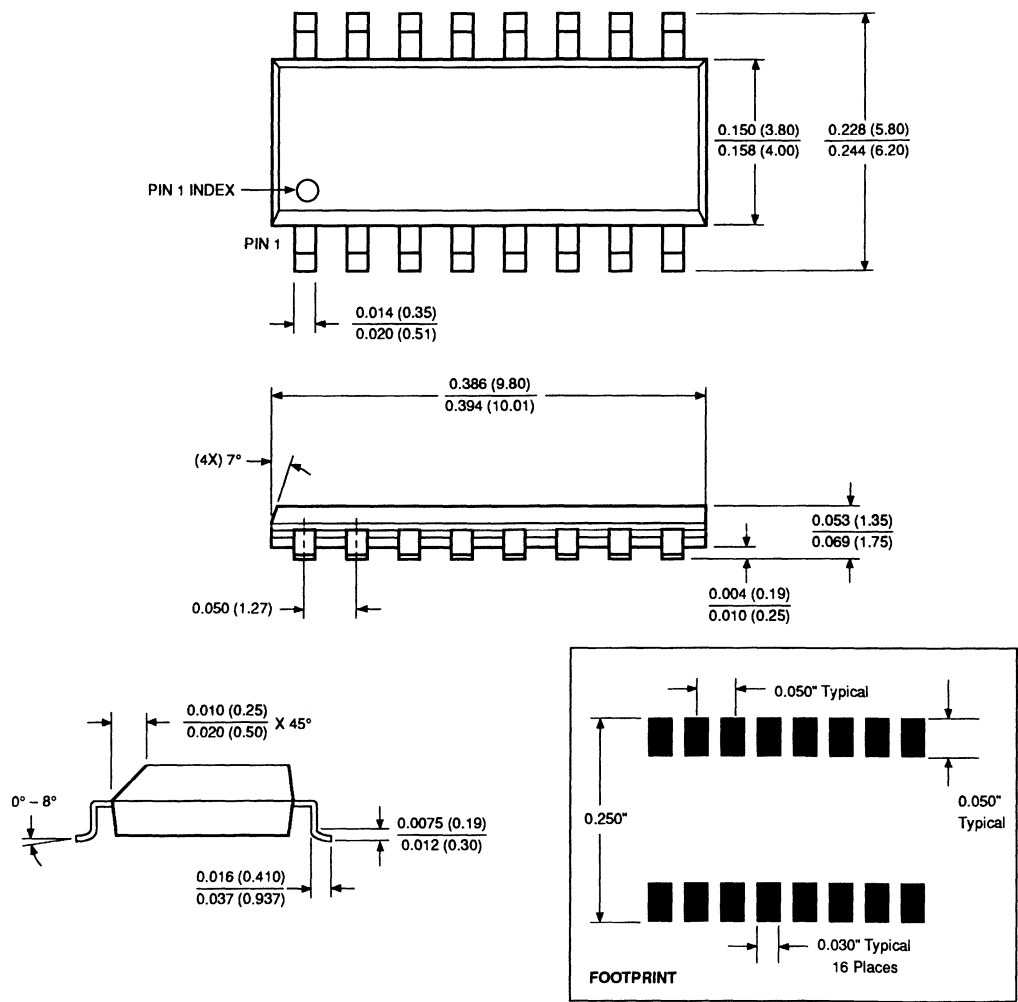 0.150 (3.80)
0.158 (4.00)
0.228 (5.80)
0.244 (6.20)
PIN 1 INDEX
PIN 1
0.014 (0.35)
0.020 (0.51)
0.386 (9.80)
0.394 (10.01)
(4X) 7°
0.053 (1.35)
0.069 (1.75)
0.050 (1.27)
0.004 (0.19)
0.010 (0.25)
0.010 (0.25)
0.020 (0.50)
X 45°
0° – 8°
0.0075 (0.19)
0.012 (0.30)
0.016 (0.410)
0.037 (0.937)
0.050" Typical
0.250"
0.050"
Typical
0.030" Typical
16 Places
FOOTPRINT